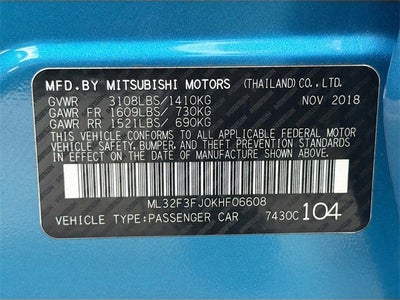 MFD.BY MITSUBISHI MOTORS (THAILAND)CO.,LTD.
GVWR 3108LBS/1410KG NOV 2018
GAWR FR 1609LBS/ 730KG
GAWR RR 1521LBS/ 690KG
THIS VEHICLE CONFORMS TO ALL APPLICABLE FEDERAL MOTOR
VEHICLE SAFETY, BUMPER, AND THEFT PREVENTION STANDARDS
IN EFFECT ON THE DATE OF MANUFACTURE SHOWN ABOVE.
ML32F3FJ0KHF06608
VEHICLE TYPE:PASSENGER CAR 7430C 104